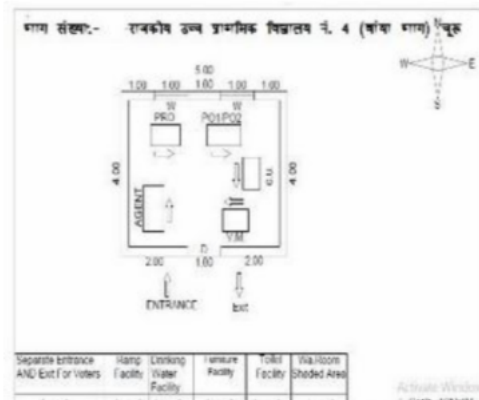 भाग संख्या:- राजकीय उच्च प्राथमिक विद्यालय नं. 4 (बांया भाग) चूरू
N
W E
S
5.00
1.00 1.00 1.00 1.00 1.00
W W
PRO PO1/PO2
4.00 4.00
C.U.
AGENT
V.M.
D
2.00 1.00 2.00
ENTRANCE Exit
Separate Entrance AND Exit For Voters
Ramp Facility
Drinking Water Facility
Furniture Facility
Toilet Facility
Wa.Room Shaded Area
Activate Window